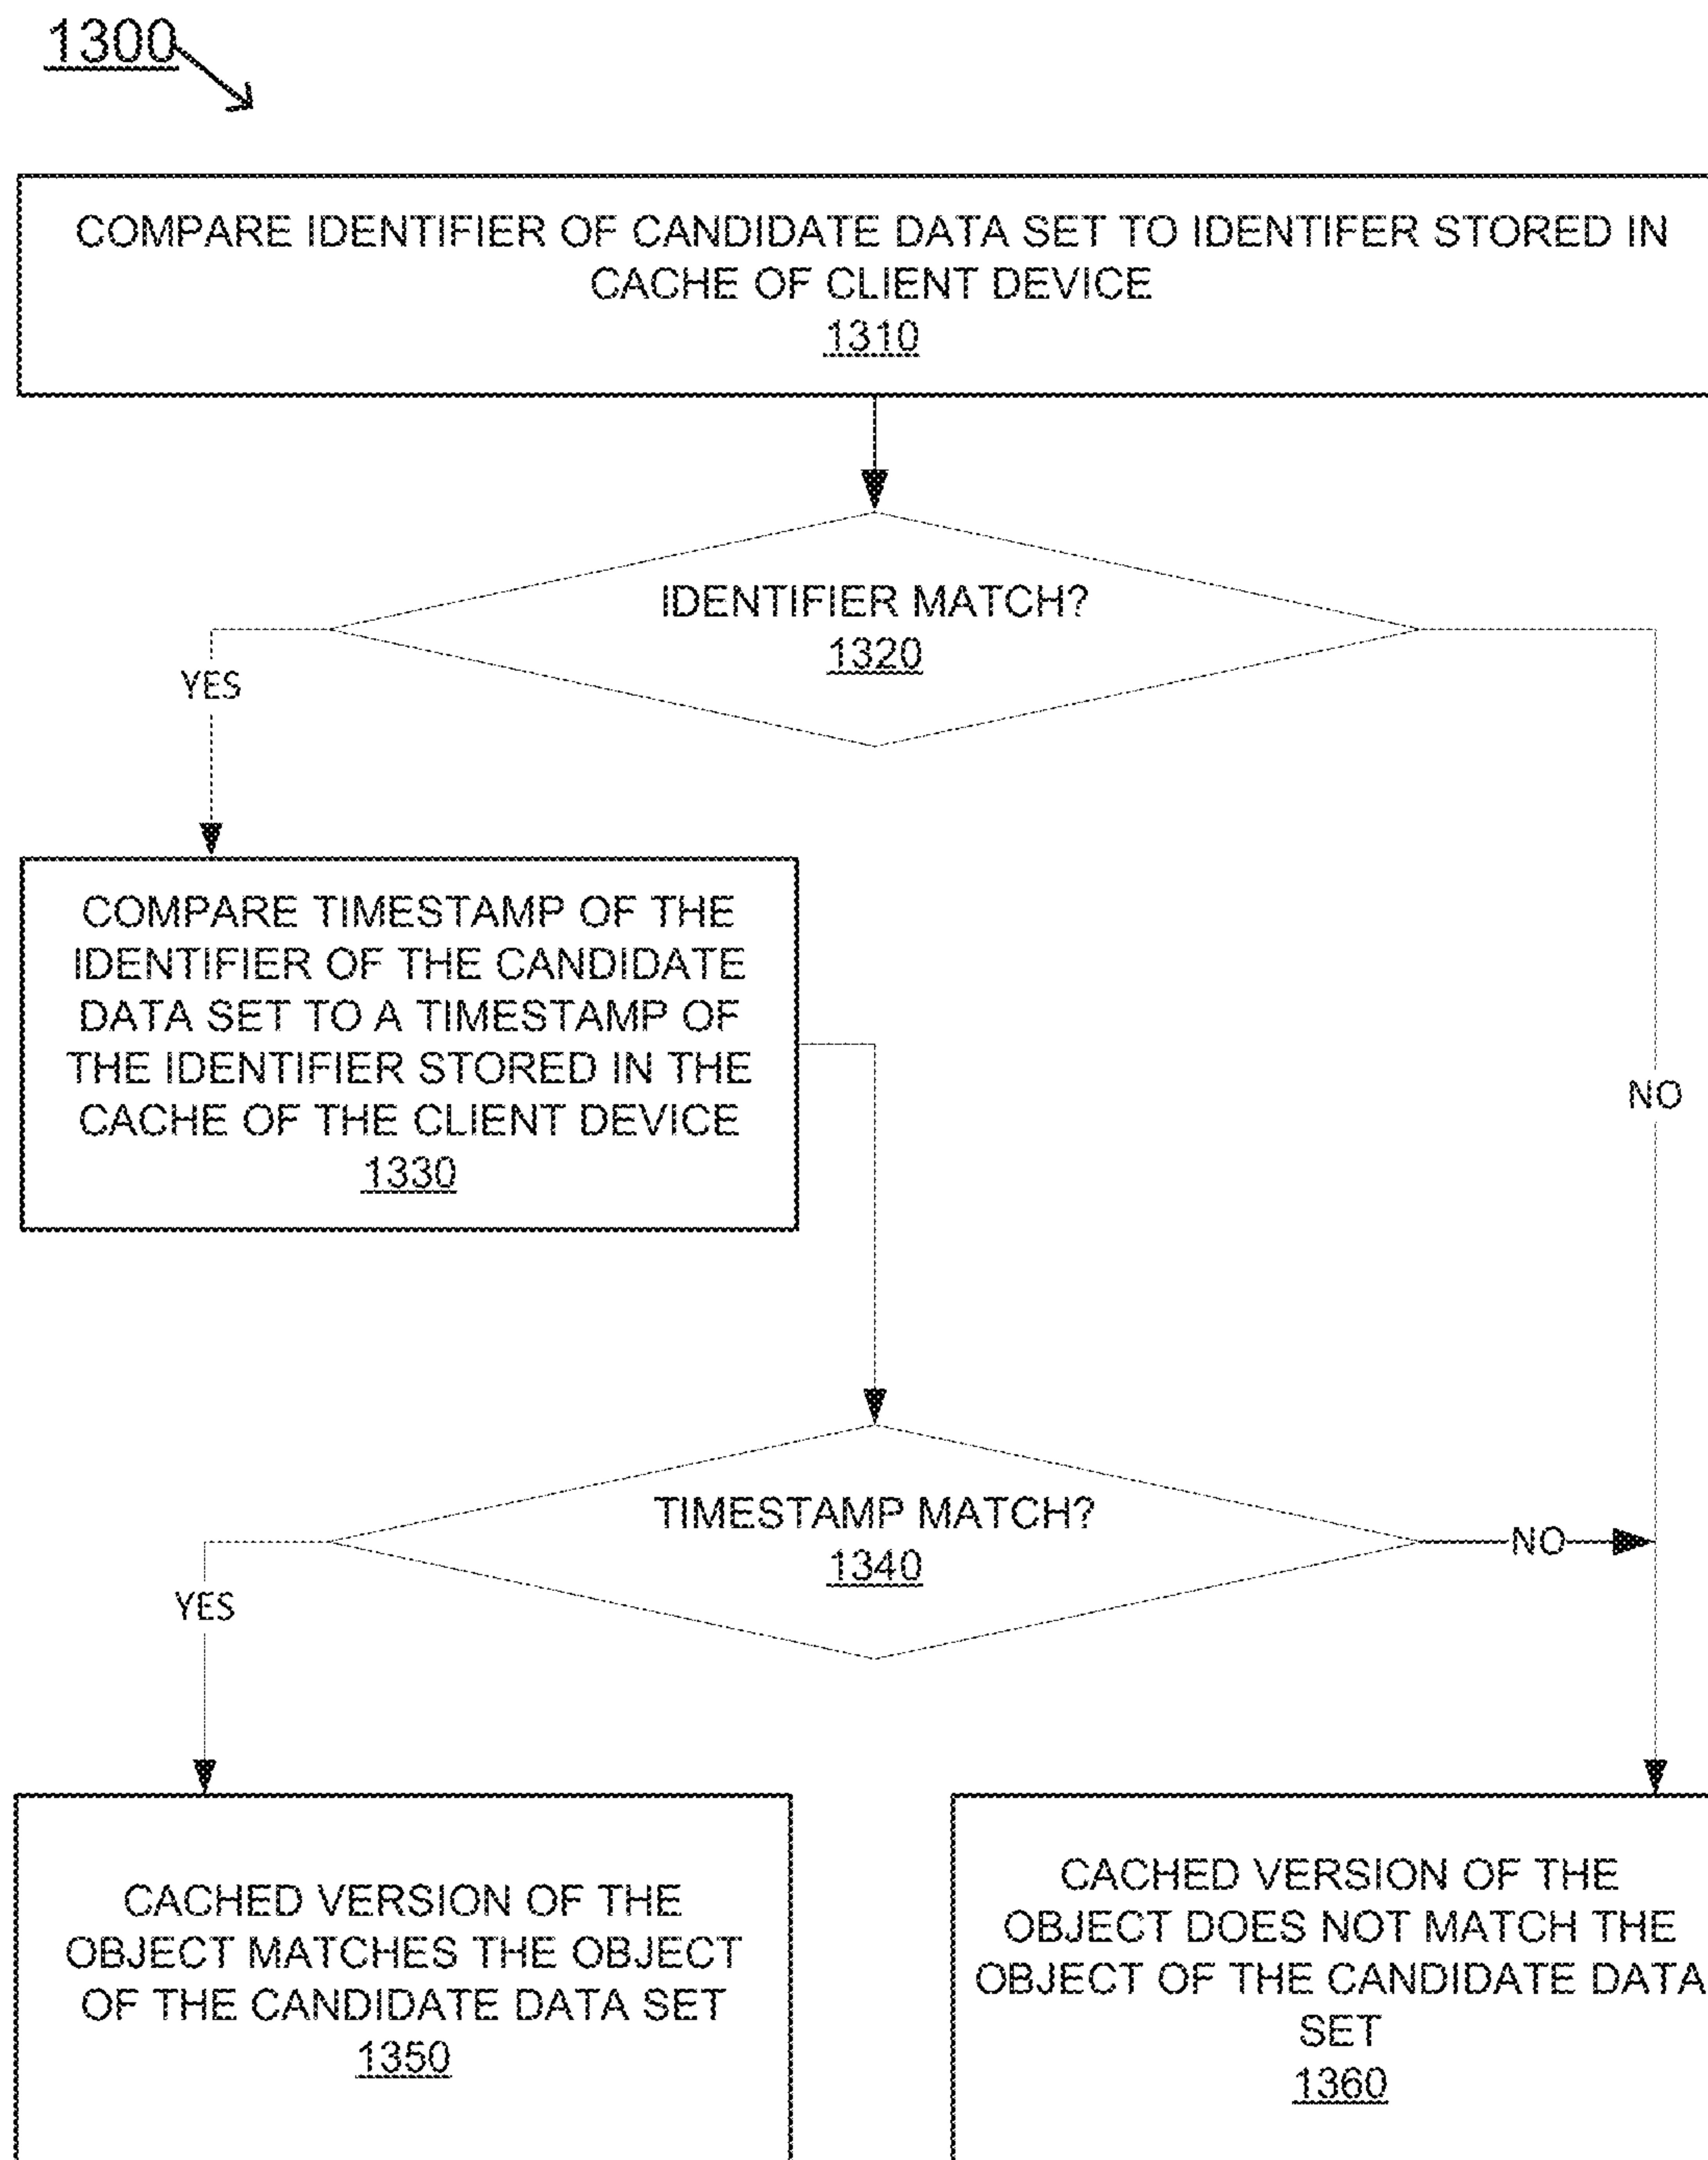 1300
COMPARE IDENTIFIER OF CANDIDATE DATA SET TO IDENTIFER STORED IN
CACHE OF CLIENT DEVICE
1310
IDENTIFIER MATCH?
1320
YES
COMPARE TIMESTAMP OF THE
IDENTIFIER OF THE CANDIDATE
DATA SET TO A TIMESTAMP OF
THE IDENTIFIER STORED IN THE
CACHE OF THE CLIENT DEVICE
1330
NO
TIMESTAMP MATCH?
1340
NO
YES
CACHED VERSION OF THE
OBJECT MATCHES THE OBJECT
OF THE CANDIDATE DATA SET
1350
CACHED VERSION OF THE
OBJECT DOES NOT MATCH THE
OBJECT OF THE CANDIDATE DATA
SET
1360